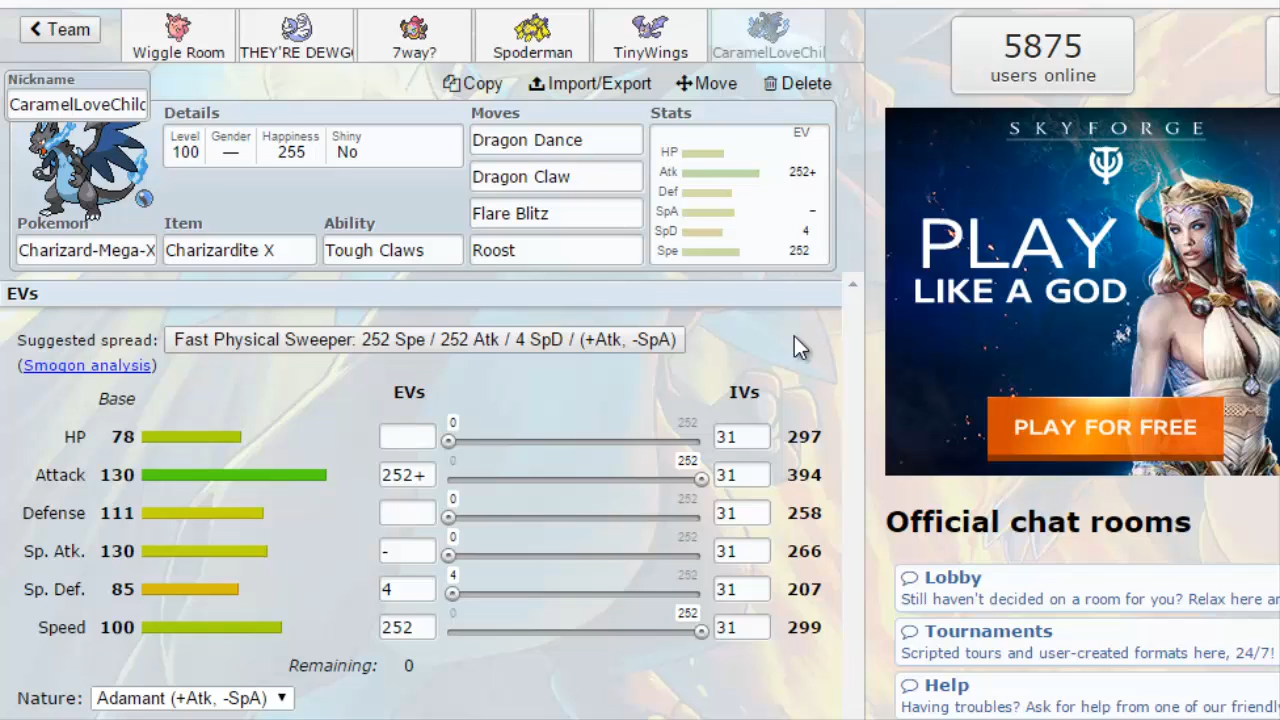 Team
Wiggle Room
THEY'RE DEWG
7way?
Spoderman
TinyWings
CaramelLoveChil
5875
users online
Nickname
CaramelLoveChilc
Copy
Import/Export
Move
Delete
Details
Level
100
Gender
—
Happiness
255
Shiny
No
Pokemon
Charizard-Mega-X
Item
Charizardite X
Ability
Tough Claws
Moves
Dragon Dance
Dragon Claw
Flare Blitz
Roost
Stats
EV
HP
Atk 252+
Def
SpA –
SpD 4
Spe 252
SKYFORGE
PLAY
LIKE A GOD
PLAY FOR FREE
EVs
Suggested spread: Fast Physical Sweeper: 252 Spe / 252 Atk / 4 SpD / (+Atk, -SpA)
(Smogon analysis)
Base EVs IVs
HP 78 0 252 31 297
Attack 130 252+ 0 252 31 394
Defense 111 0 252 31 258
Sp. Atk. 130 - 0 252 31 266
Sp. Def. 85 4 4 252 31 207
Speed 100 252 0 252 31 299
Remaining: 0
Nature: Adamant (+Atk, -SpA)
Official chat rooms
Lobby
Still haven't decided on a room for you? Relax here
Tournaments
Scripted tours and user-created formats here, 24/7!
Help
Having troubles? Ask for help from one of our